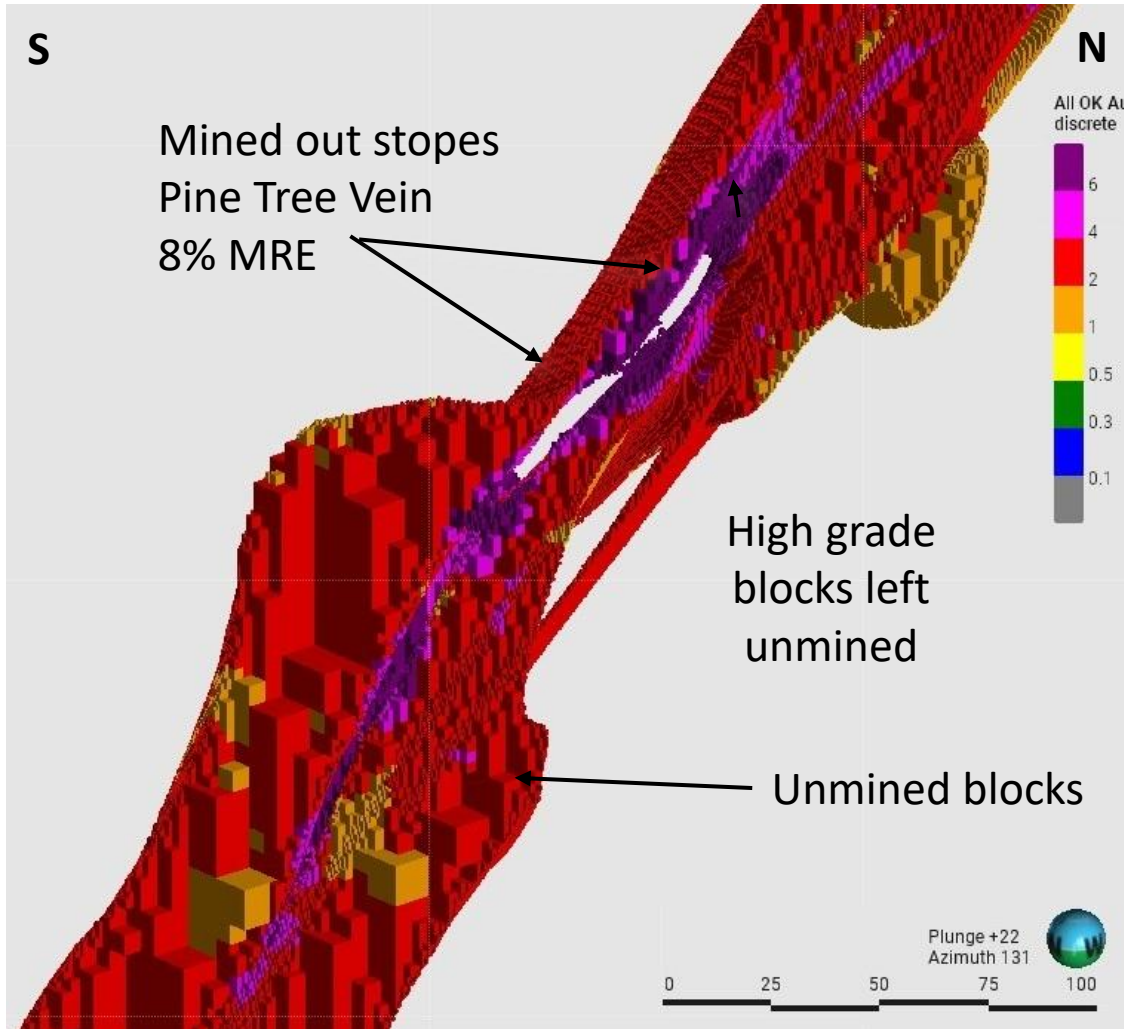 S
N
All OK Au
discrete
Mined out stopes
Pine Tree Vein
8% MRE
6
4
2
1
0.5
0.3
0.1
High grade
blocks left
unmined
Unmined blocks
Plunge +22
Azimuth 131
W
0 25 50 75 100